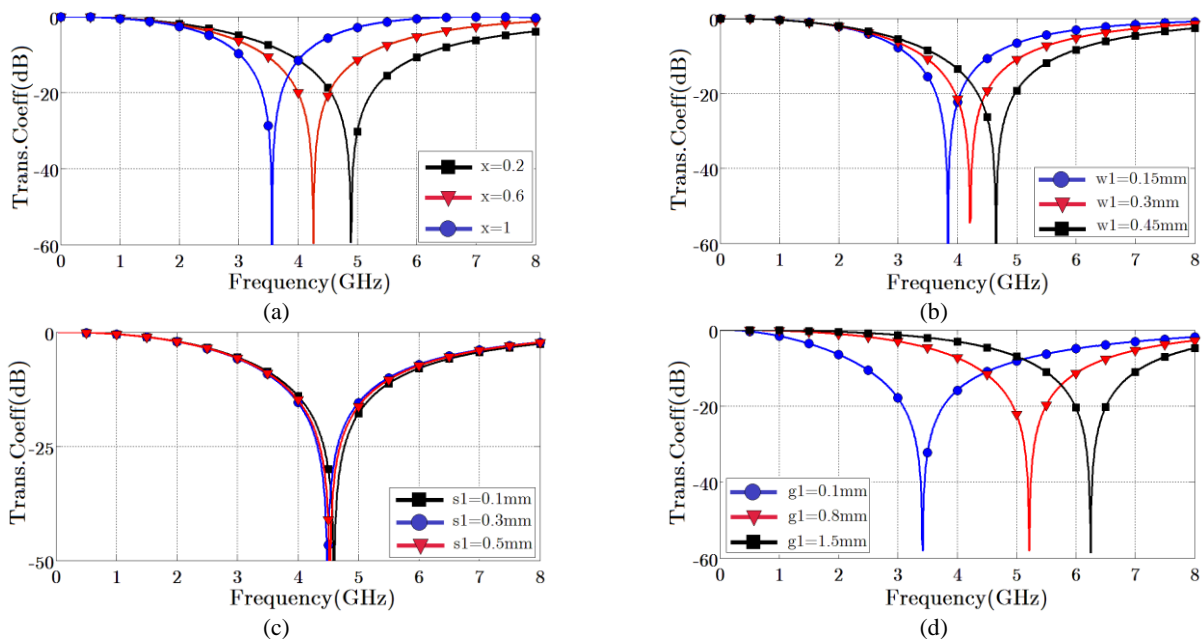 Trans.Coeff(dB)
0
-20
-40
-60
x=0.2
x=0.6
x=1
0 1 2 3 4 5 6 7 8
Frequency(GHz)
(a)
Trans.Coeff(dB)
0
-20
-40
-60
w1=0.15mm
w1=0.3mm
w1=0.45mm
0 1 2 3 4 5 6 7 8
Frequency(GHz)
(b)
Trans.Coeff(dB)
0
-25
-50
s1=0.1mm
s1=0.3mm
s1=0.5mm
0 1 2 3 4 5 6 7 8
Frequency(GHz)
(c)
Trans.Coeff(dB)
0
-20
-40
-60
g1=0.1mm
g1=0.8mm
g1=1.5mm
0 1 2 3 4 5 6 7 8
Frequency(GHz)
(d)